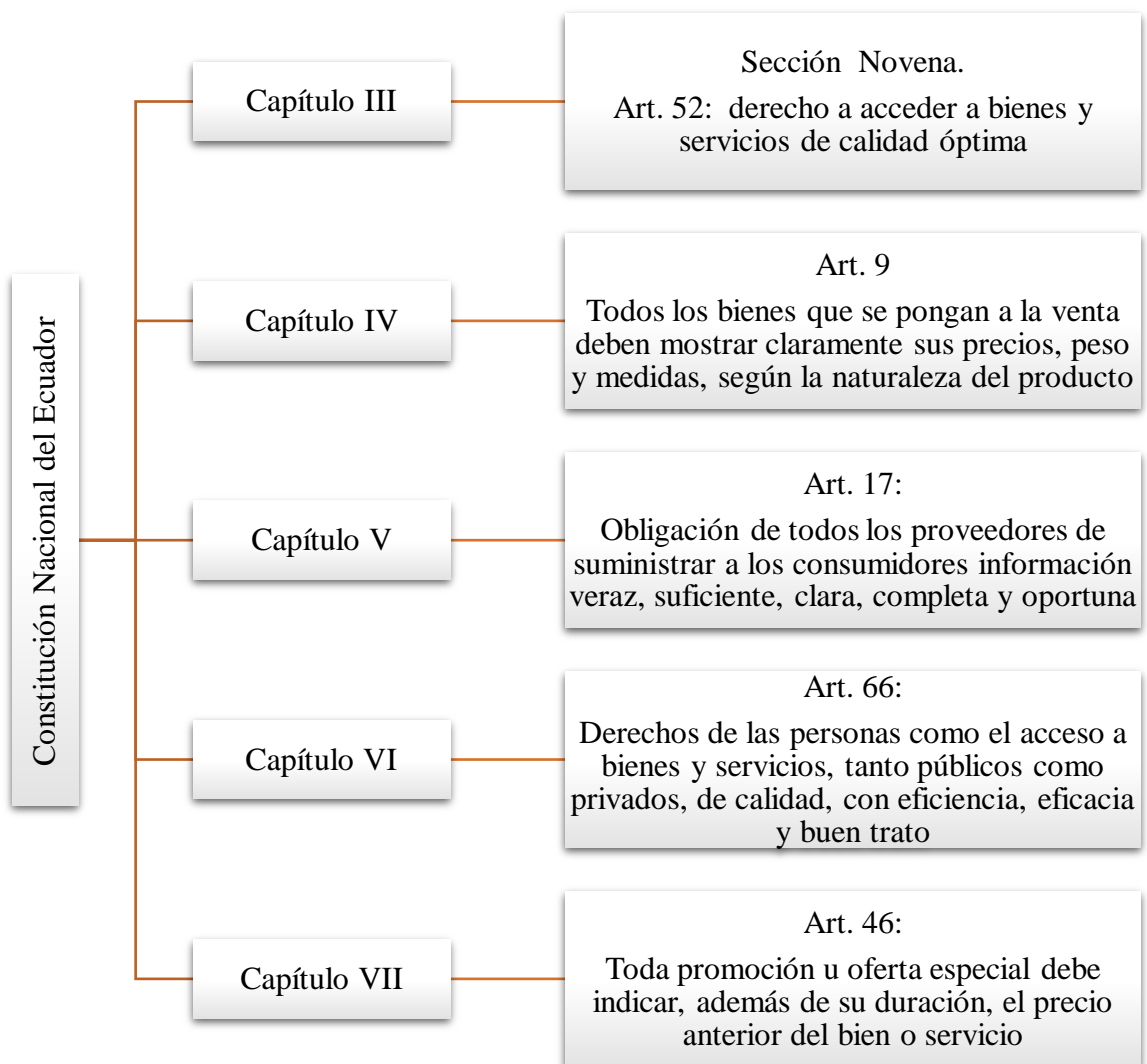 Constitución Nacional del Ecuador
Capítulo III
Sección Novena.
Art. 52: derecho a acceder a bienes y
servicios de calidad óptima
Capítulo IV
Art. 9
Todos los bienes que se pongan a la venta
deben mostrar claramente sus precios, peso
y medidas, según la naturaleza del producto
Capítulo V
Art. 17:
Obligación de todos los proveedores de
suministrar a los consumidores información
veraz, suficiente, clara, completa y oportuna
Capítulo VI
Art. 66:
Derechos de las personas como el acceso a
bienes y servicios, tanto públicos como
privados, de calidad, con eficiencia, eficacia
y buen trato
Capítulo VII
Art. 46:
Toda promoción u oferta especial debe
indicar, además de su duración, el precio
anterior del bien o servicio